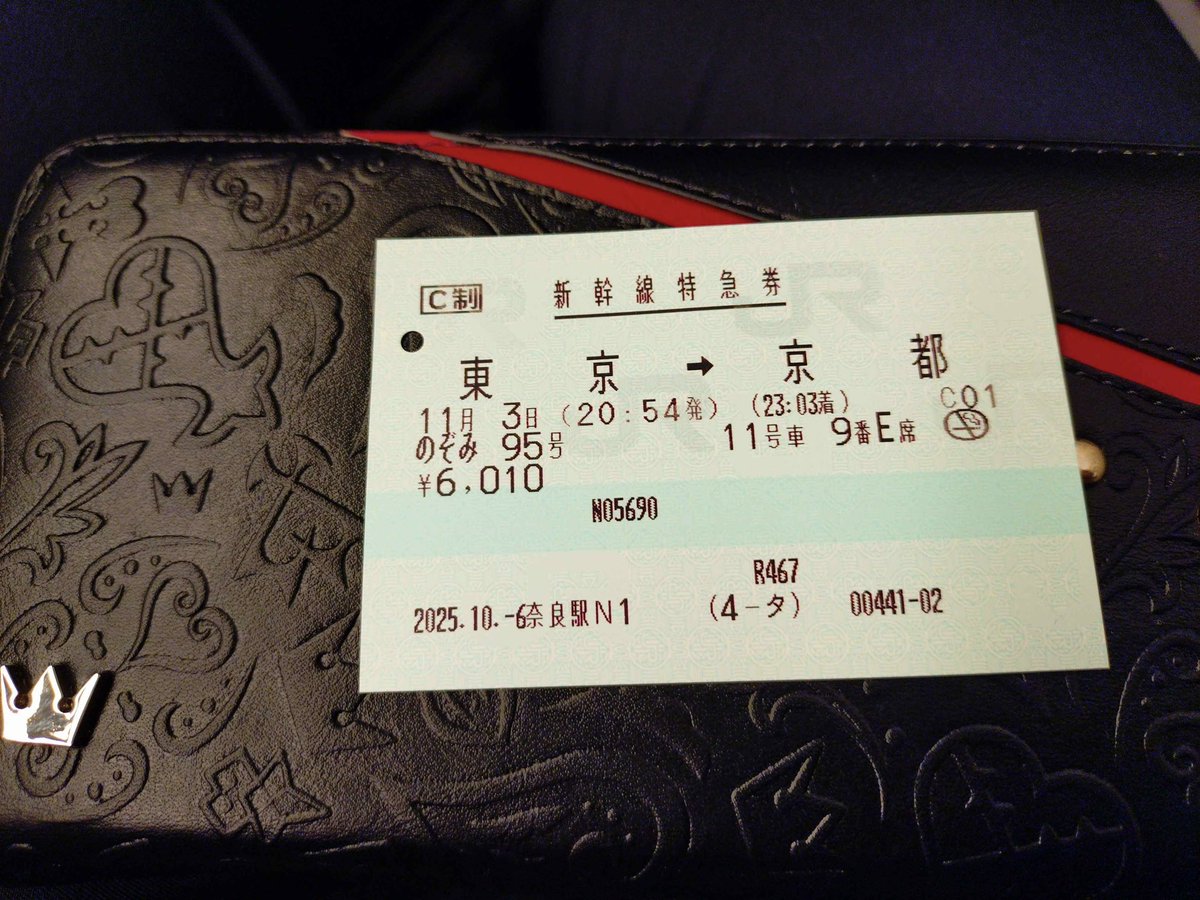 C制 新幹線特急券
東京 → 京都
11月 3日 (20:54発) (23:03着) C01
のぞみ 95号 11号車 9番E席
¥6,010
N05690
R467
2025.10.-6奈良駅N1 (4-タ) 00441-02
JR
JR